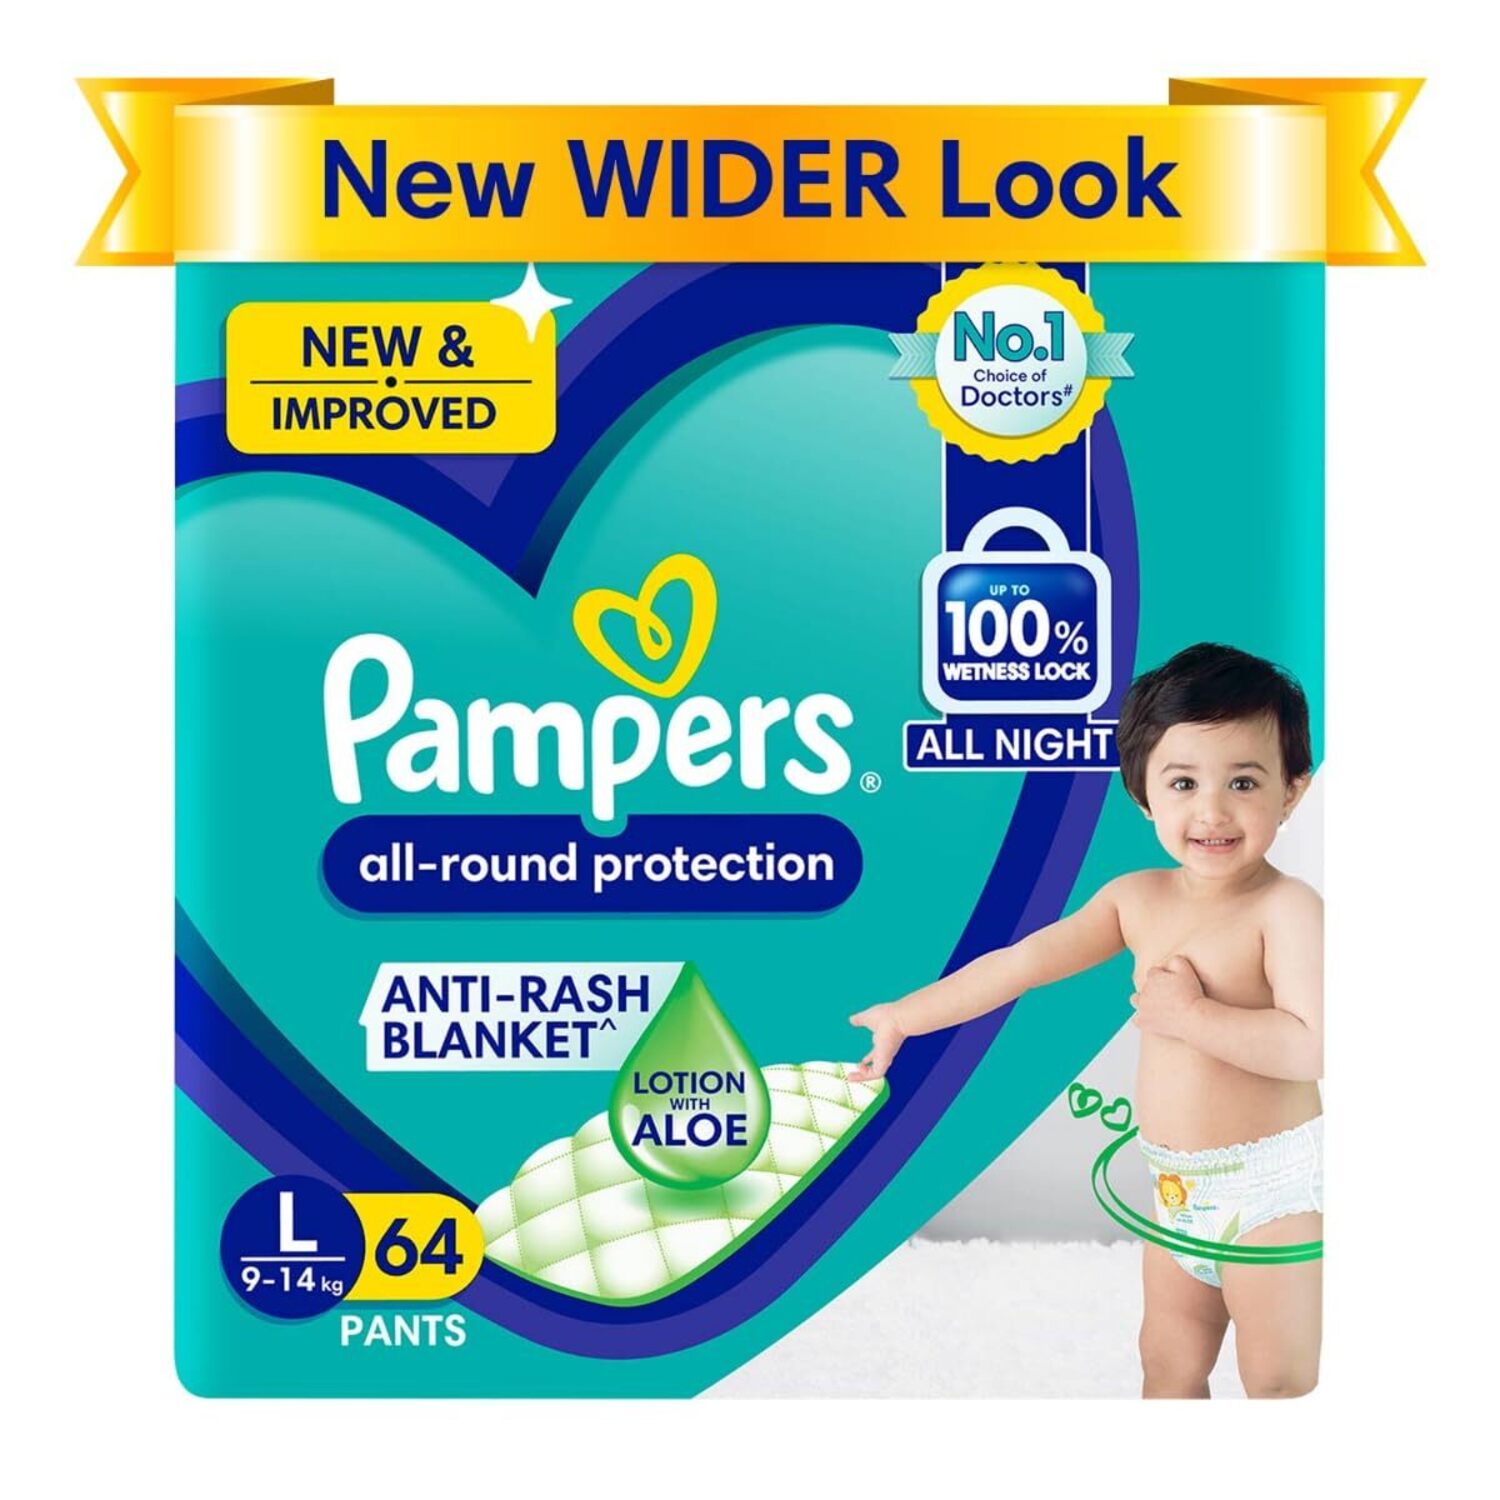 New WIDER Look
NEW &
IMPROVED
No.1
Choice of
Doctors#
UP TO
100%
WETNESS LOCK
ALL NIGHT
Pampers®
all-round protection
ANTI-RASH
BLANKET^
LOTION
WITH
ALOE
L
9-14 kg
64
PANTS
Pampers